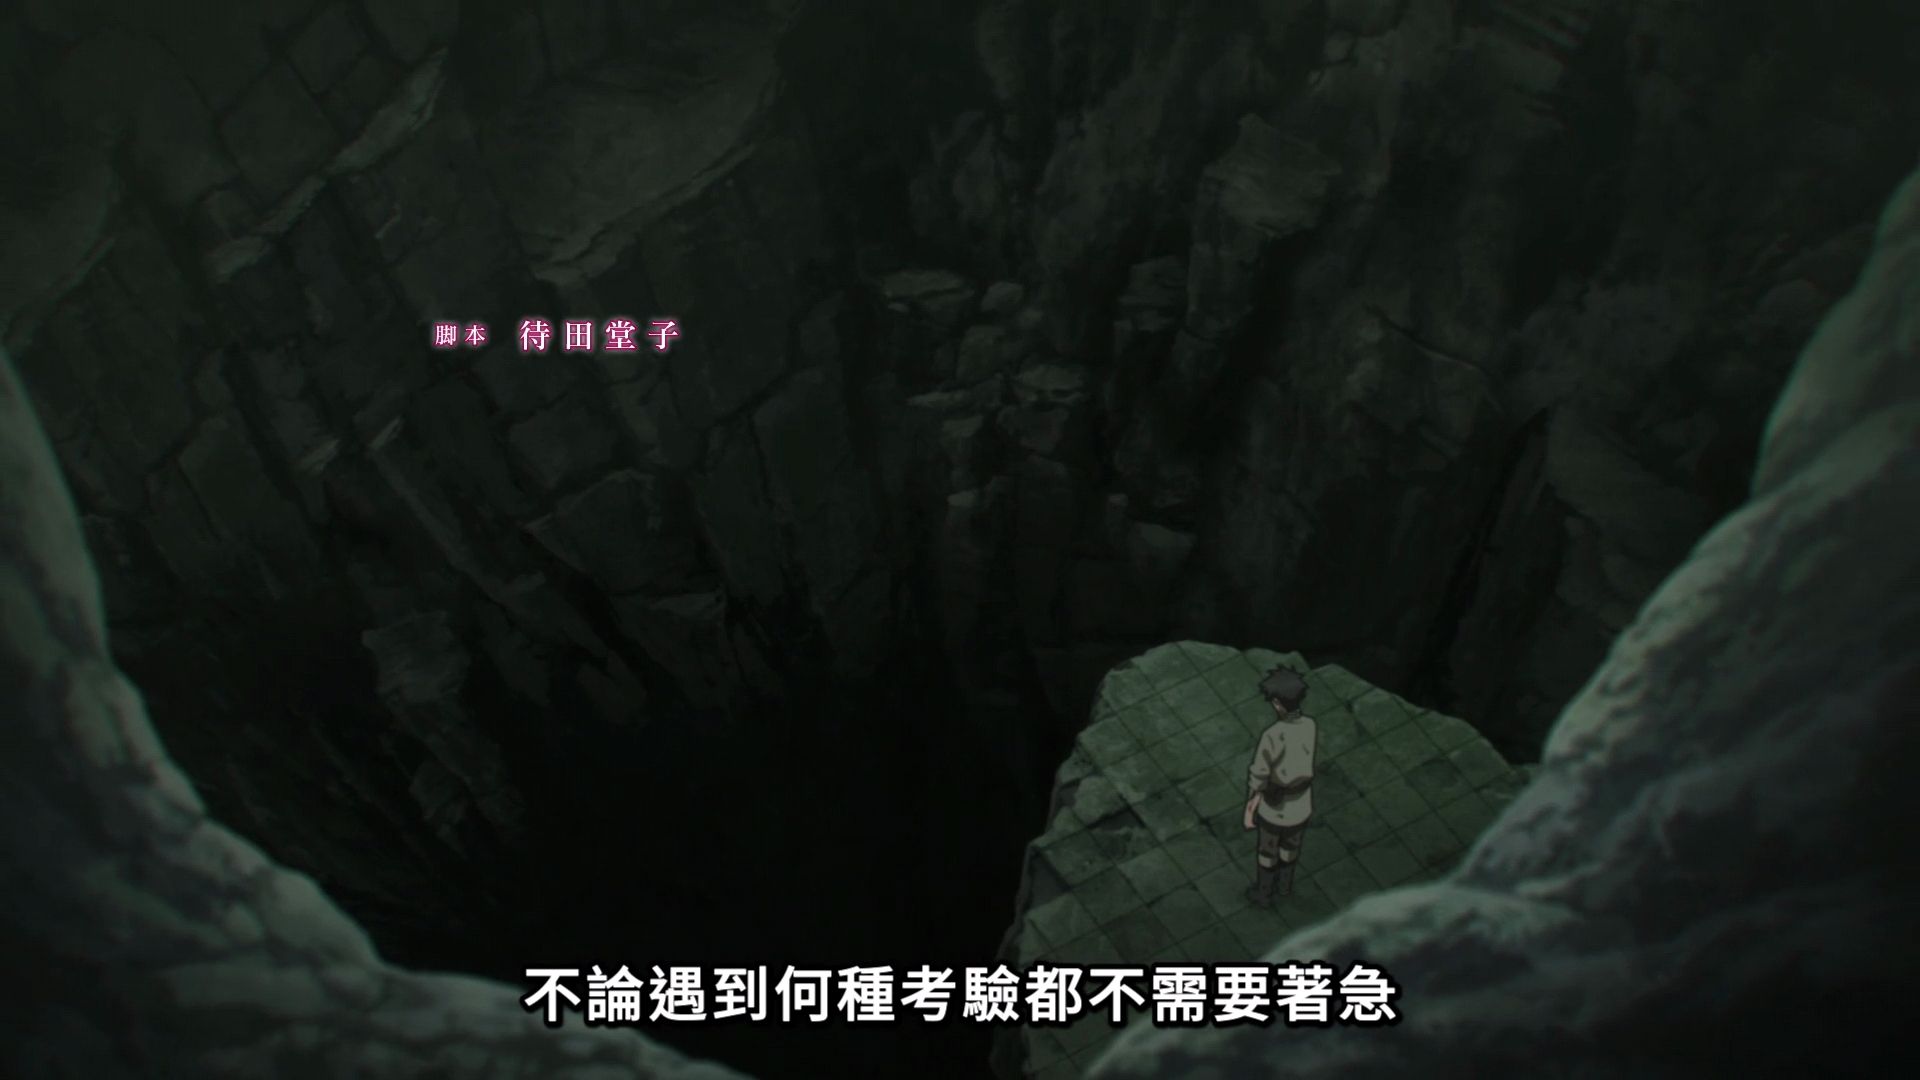 脚本 待田堂子
不論遇到何種考驗都不需要著急